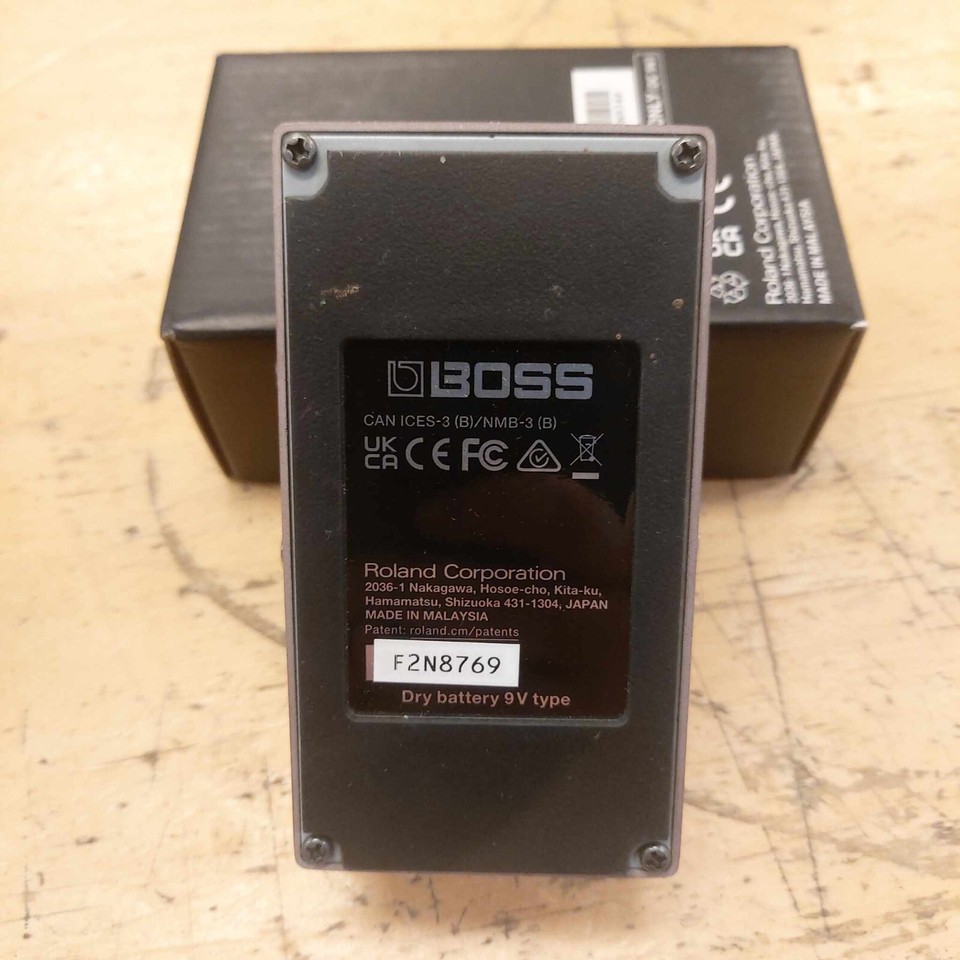 BOSS
CAN ICES-3 (B)/NMB-3 (B)
UK
CA CE FC
Roland Corporation
2036-1 Nakagawa, Hosoe-cho, Kita-ku,
Hamamatsu, Shizuoka 431-1304, JAPAN
MADE IN MALAYSIA
Patent: roland.cm/patents
F2N8769
Dry battery 9V type
CA CE
Roland Corporation
MADE IN MALAYSIA